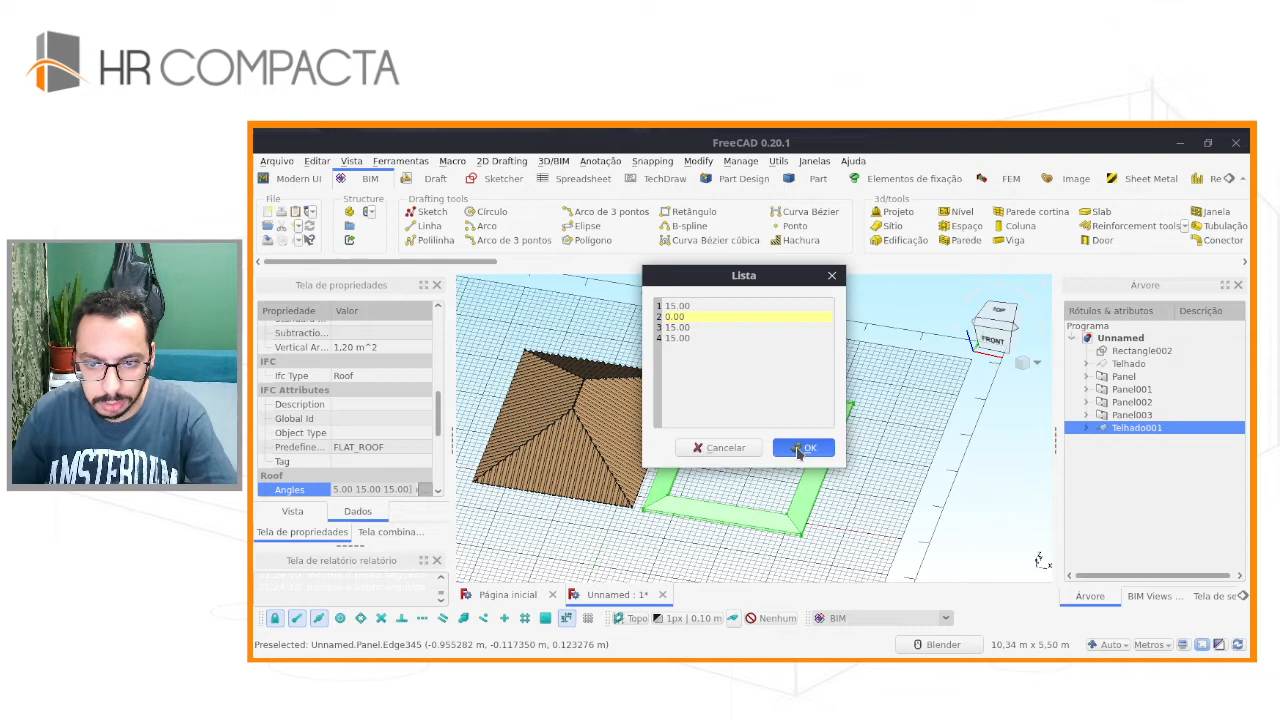 HR COMPACTA
FreeCAD 0.20.1
Arquivo Editar Vista Ferramentas Macro 2D Drafting 3D/BIM Anotação Snapping Modify Manage Utils Janelas Ajuda
Modern UI BIM Draft Sketcher Spreadsheet TechDraw Part Design Part Elementos de fixação FEM Image Sheet Metal Re
File Structure Drafting tools 3d/tools
Sketch Círculo Arco de 3 pontos Retângulo Curva Bézier Projeto Nível Parede cortina Slab Janela
Linha Arco Elipse B-spline Ponto Sítio Espaço Coluna Reinforcement tools Tubulação
Polilinha Arco de 3 pontos Polígono Curva Bézier cúbica Hachura Edificação Parede Viga Door Conector
Tela de propriedades
Propriedade Valor
Subtractio...
Vertical Ar... 1,20 m^2
IFC
Ifc Type Roof
IFC Attributes
Description
Global Id
Object Type
Predefine... FLAT_ROOF
Tag
Roof
Angles 5.00 15.00 15.00]
Vista Dados
Tela de propriedades Tela combina...
Tela de relatório relatório
Lista
1 15.00
2 0.00
3 15.00
4 15.00
Cancelar OK
TOP
FRONT
Árvore
Rótulos & atributos Descrição
Programa
Unnamed
Rectangle002
Telhado
Panel
Panel001
Panel002
Panel003
Telhado001
Árvore BIM Views ... Tela de se
Página inicial Unnamed : 1*
Topo 1px | 0,10 m Nenhum BIM
Preselected: Unnamed.Panel.Edge345 (-0.955282 m, -0.117350 m, 0.123276 m) Blender 10,34 m x 5,50 m Auto Metros
AMSTERDAM